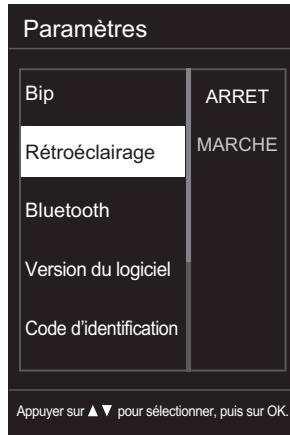 Paramètres
Bip
ARRET
Rétroéclairage
MARCHE
Bluetooth
Version du logiciel
Code d'identification
Appuyer sur ▲▼ pour sélectionner, puis sur OK.